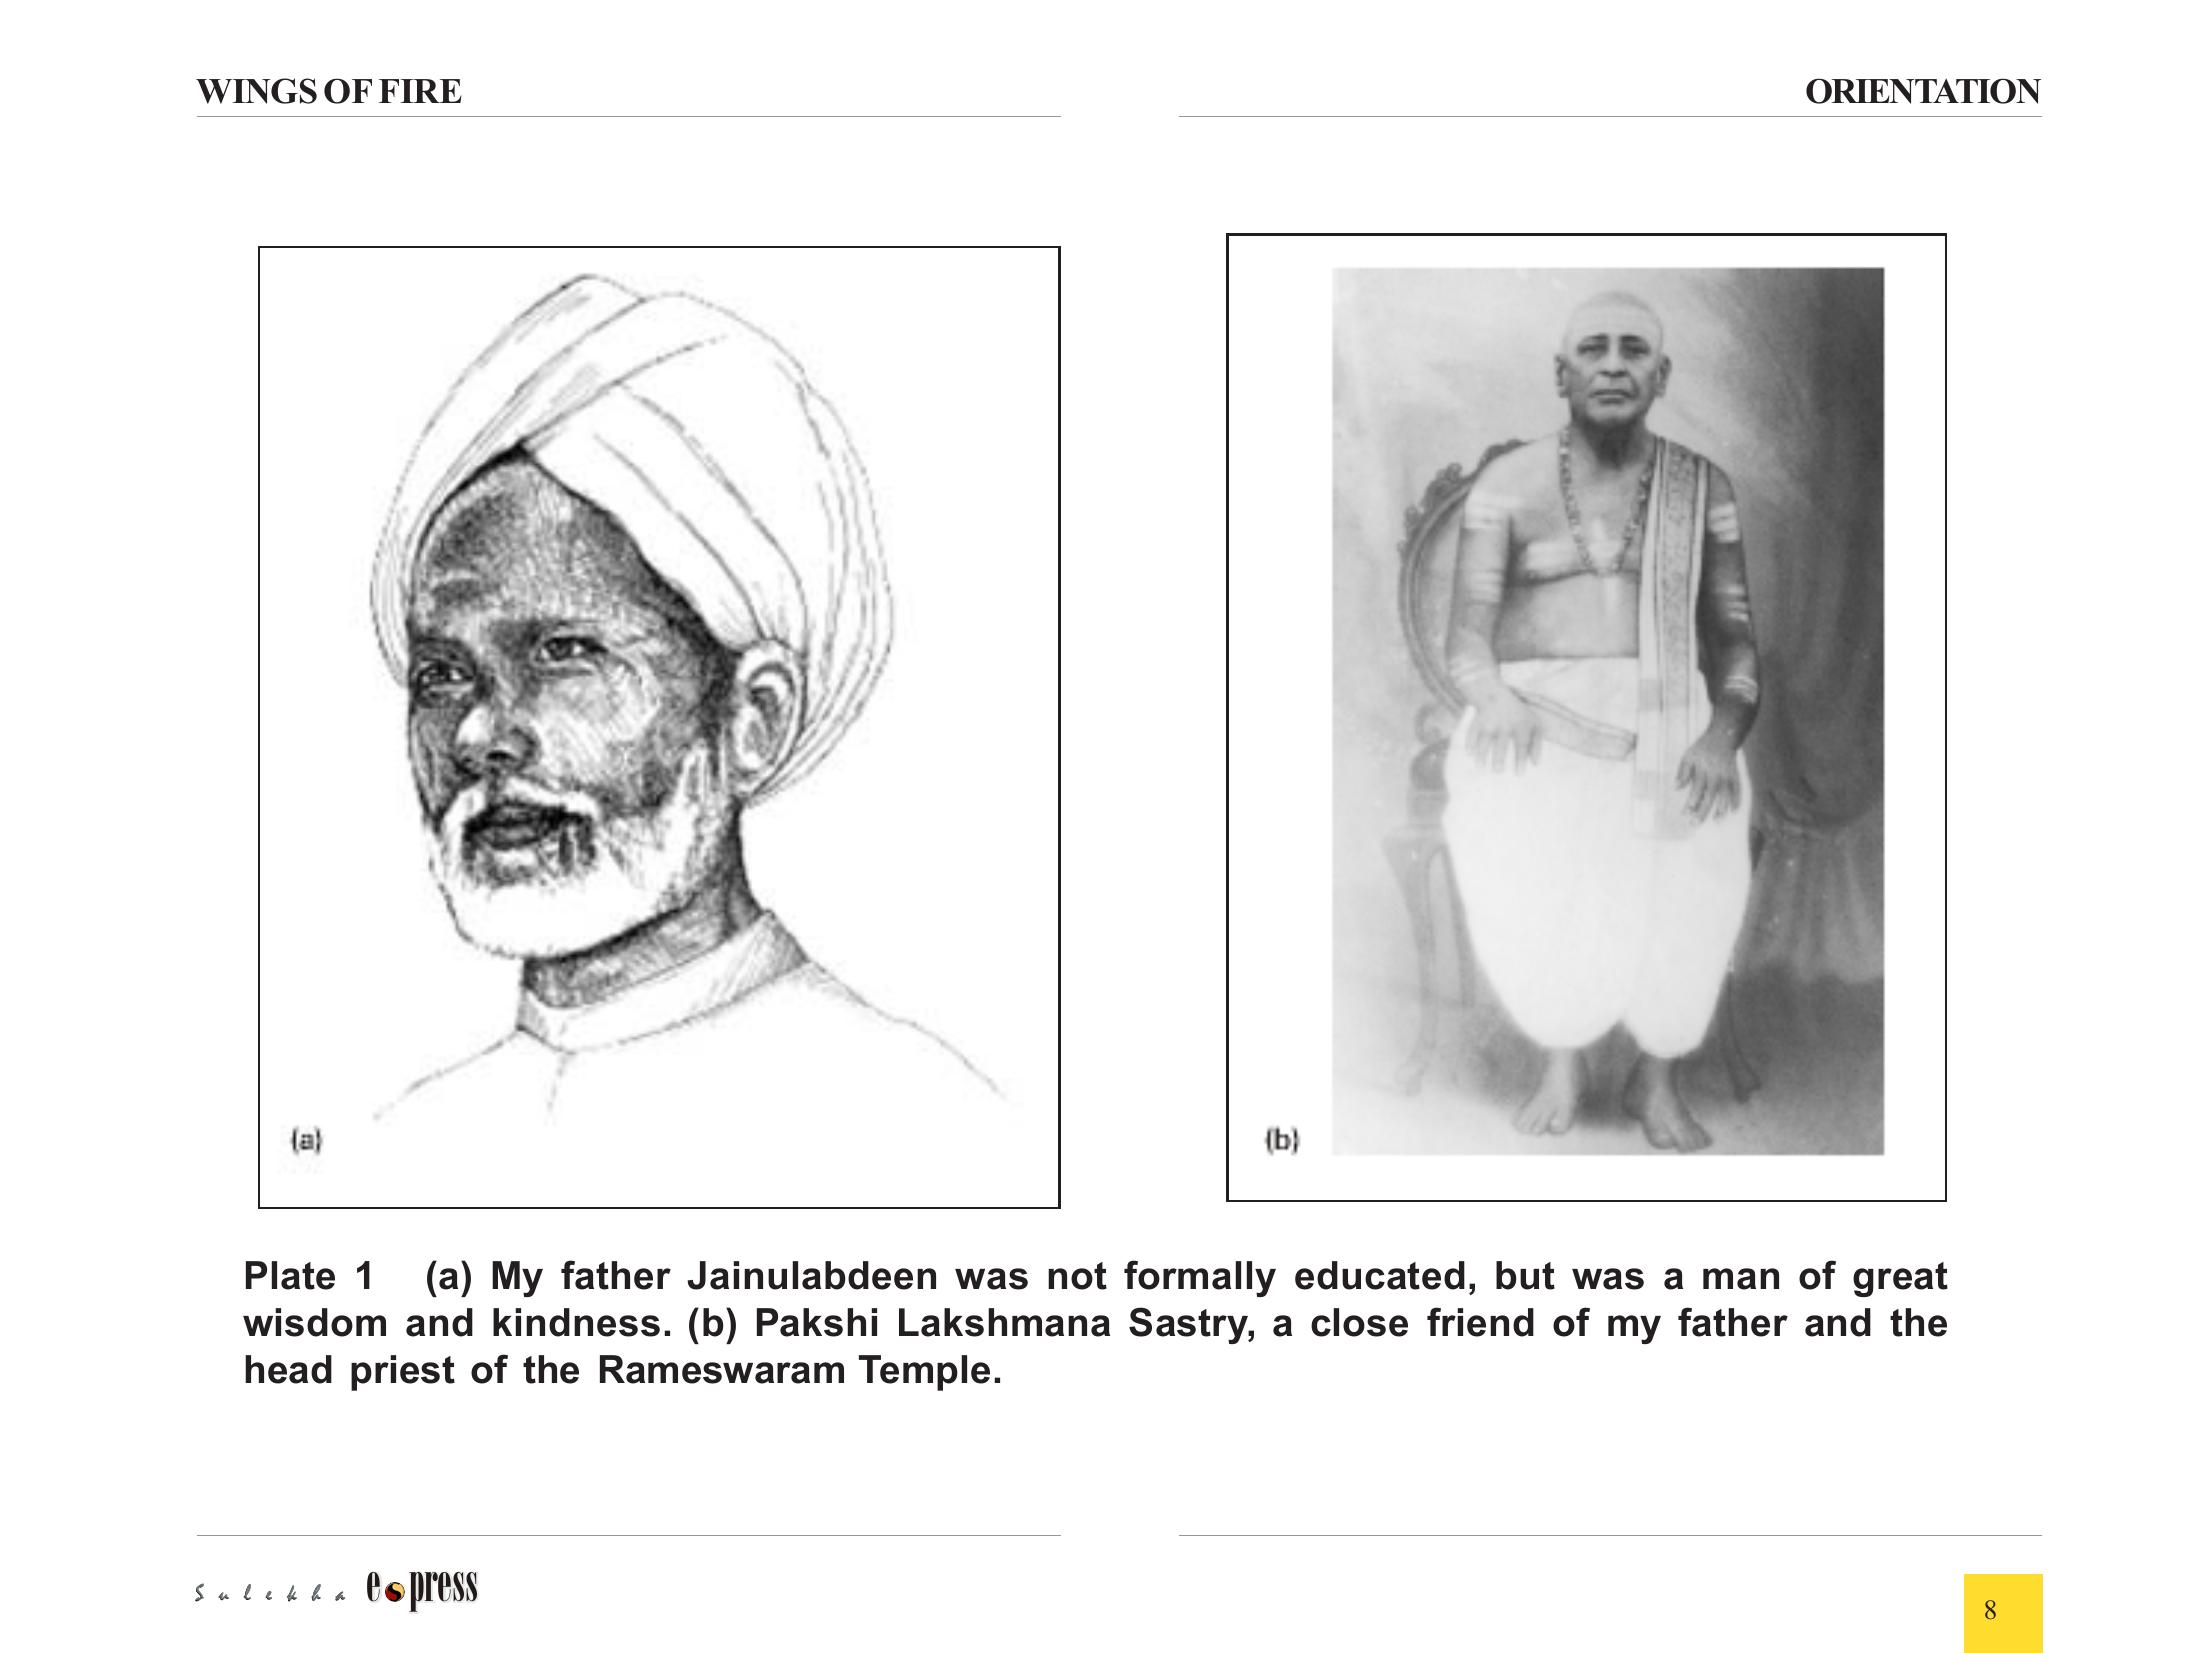 WINGS OF FIRE
ORIENTATION
(a)
(b)
Plate 1 (a) My father Jainulabdeen was not formally educated, but was a man of great
wisdom and kindness. (b) Pakshi Lakshmana Sastry, a close friend of my father and the
head priest of the Rameswaram Temple.
Sulekha e press
8